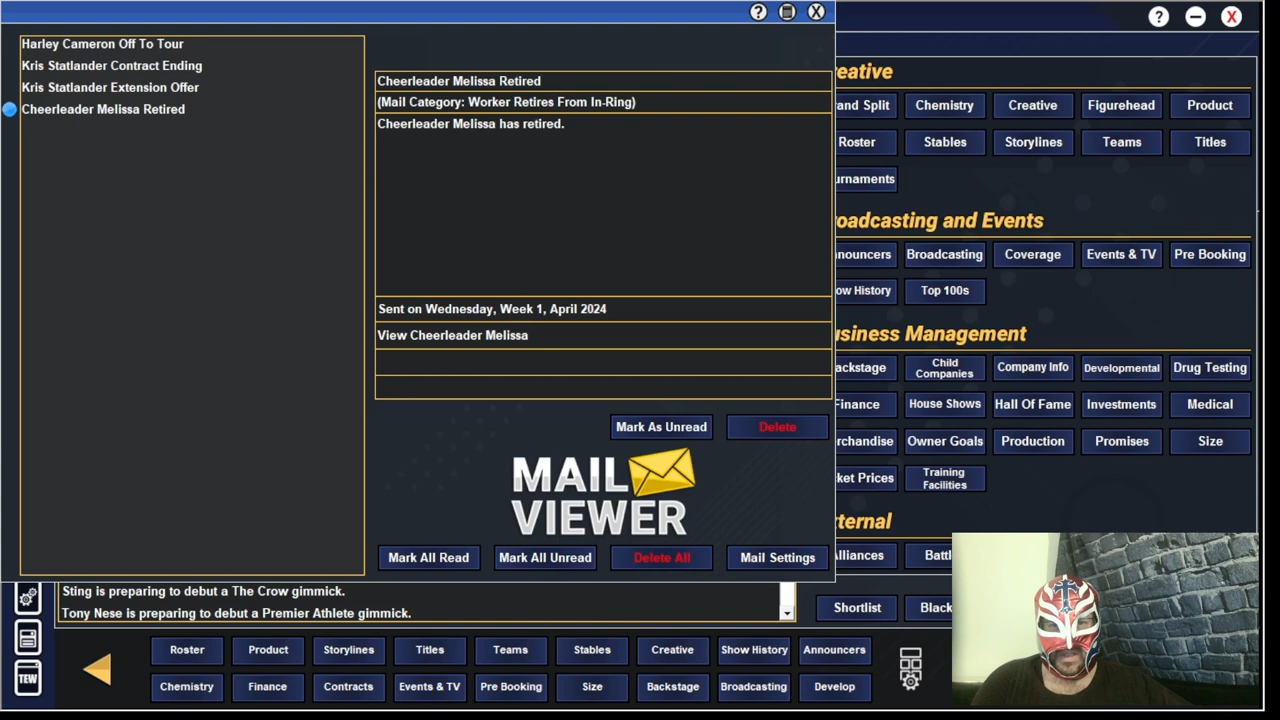 Harley Cameron Off To Tour
Kris Statlander Contract Ending
Kris Statlander Extension Offer
Cheerleader Melissa Retired
Cheerleader Melissa Retired
(Mail Category: Worker Retires From In-Ring)
Cheerleader Melissa has retired.
Sent on Wednesday, Week 1, April 2024
View Cheerleader Melissa
Mark As Unread
Delete
MAIL
VIEWER
Mark All Read
Mark All Unread
Delete All
Mail Settings
?
X
?
X
eative
and Split
Chemistry
Creative
Figurehead
Product
Roster
Stables
Storylines
Teams
Titles
urnaments
oadcasting and Events
nouncers
Broadcasting
Coverage
Events & TV
Pre Booking
ow History
Top 100s
usiness Management
ackstage
Child
Companies
Company Info
Developmental
Drug Testing
Finance
House Shows
Hall Of Fame
Investments
Medical
rchandise
Owner Goals
Production
Promises
Size
ket Prices
Training
Facilities
ternal
Alliances
Battl
Shortlist
Black
Sting is preparing to debut a The Crow gimmick.
Tony Nese is preparing to debut a Premier Athlete gimmick.
TEW
Roster
Product
Storylines
Titles
Teams
Stables
Creative
Show History
Announcers
Chemistry
Finance
Contracts
Events & TV
Pre Booking
Size
Backstage
Broadcasting
Develop